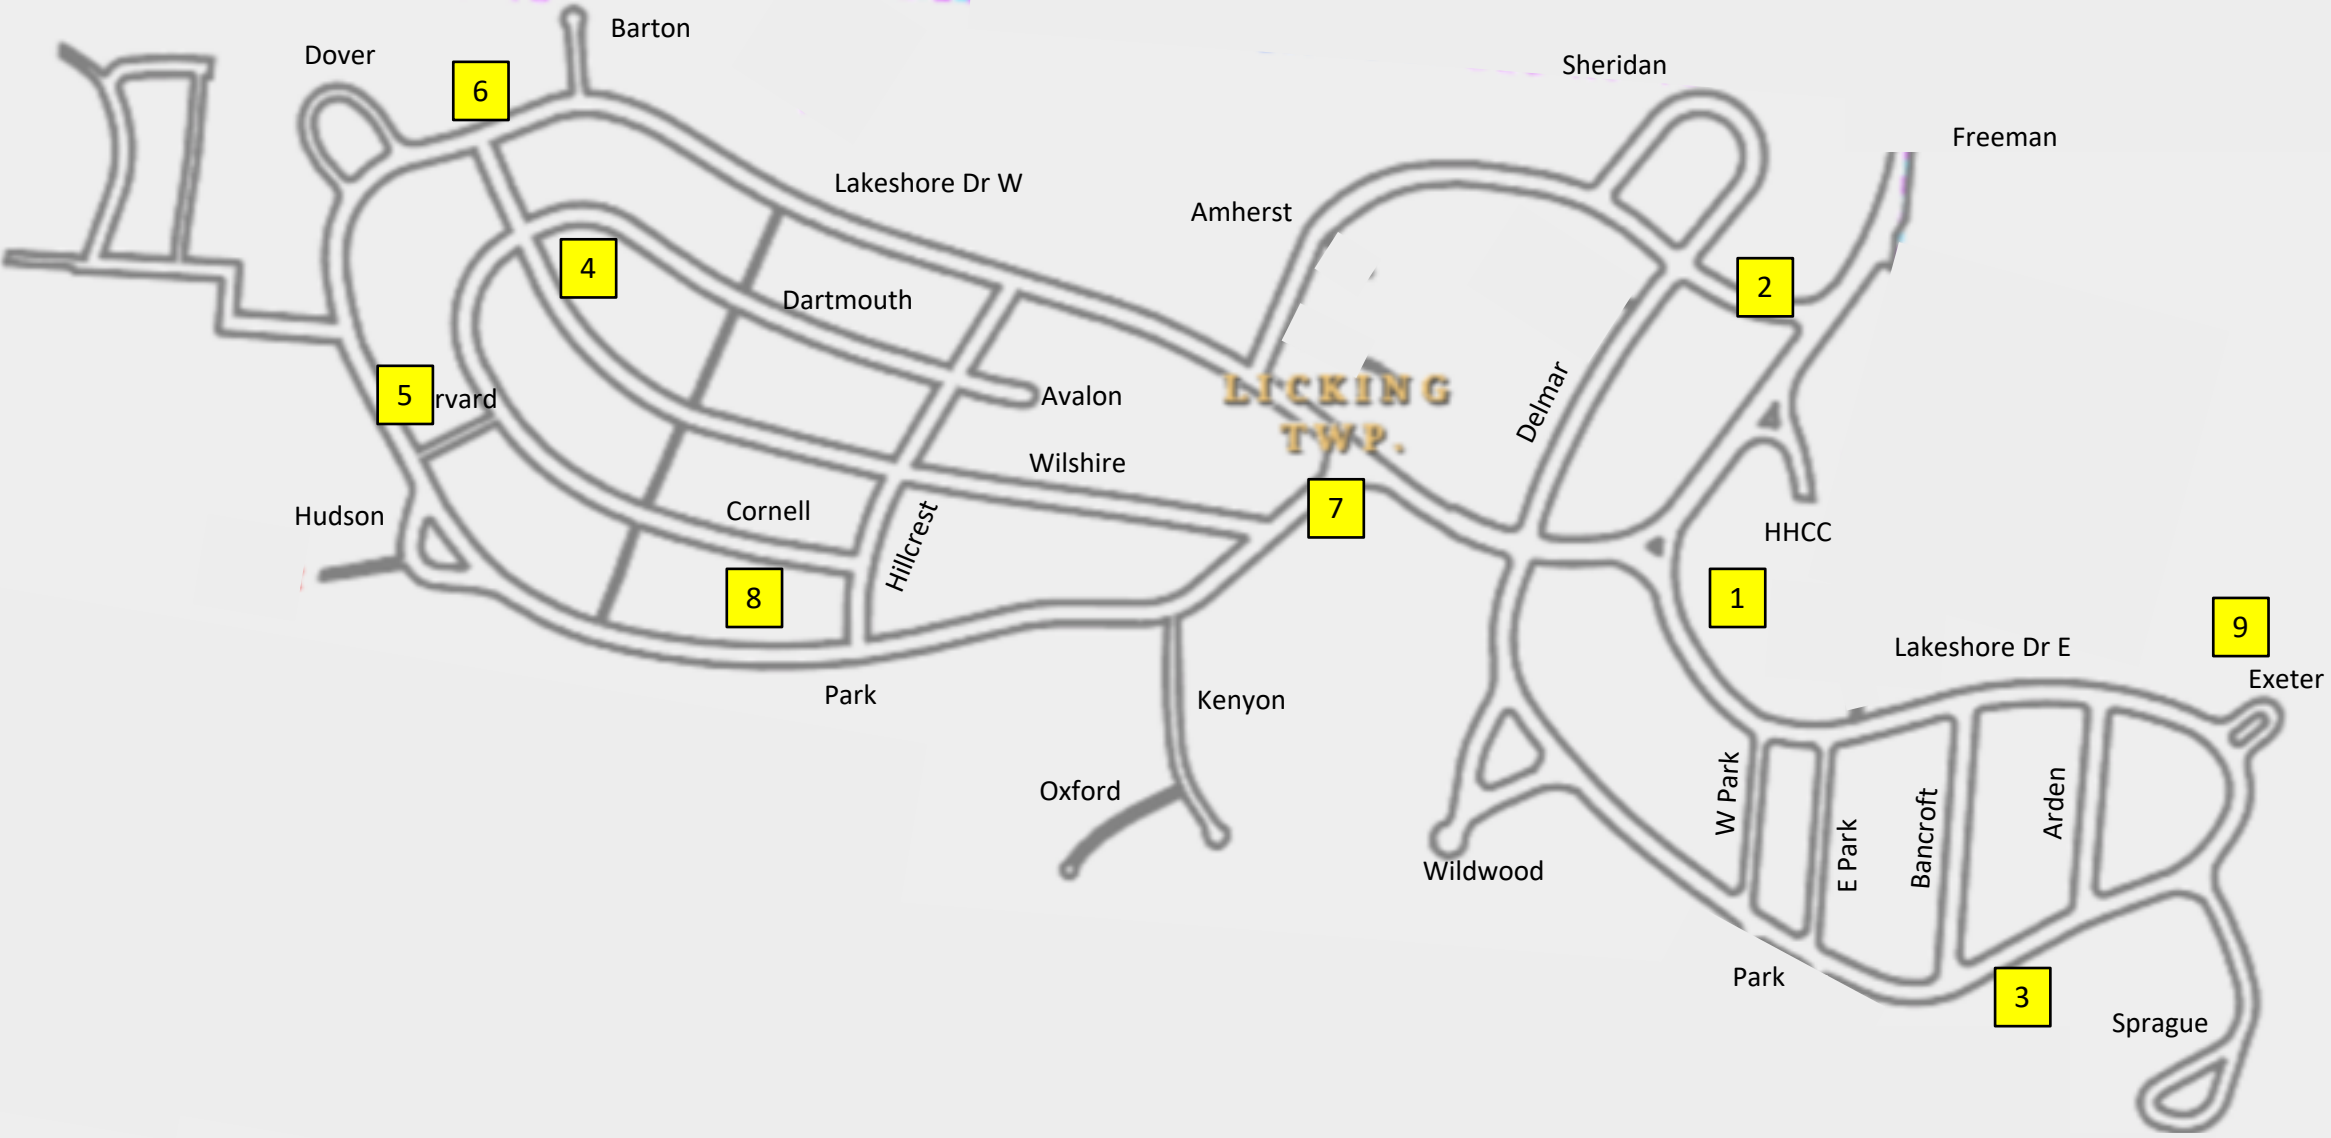 Barton
Dover
6
Sheridan
Freeman
Lakeshore Dr W
Amherst
4
2
Dartmouth
LICKING
TWP.
Avalon
5
rvard
Delmar
Wilshire
7
Cornell
Hudson
Hillcrest
HHCC
8
1
9
Lakeshore Dr E
Exeter
Park
Kenyon
Oxford
W Park
E Park
Bancroft
Arden
Wildwood
Park
3
Sprague